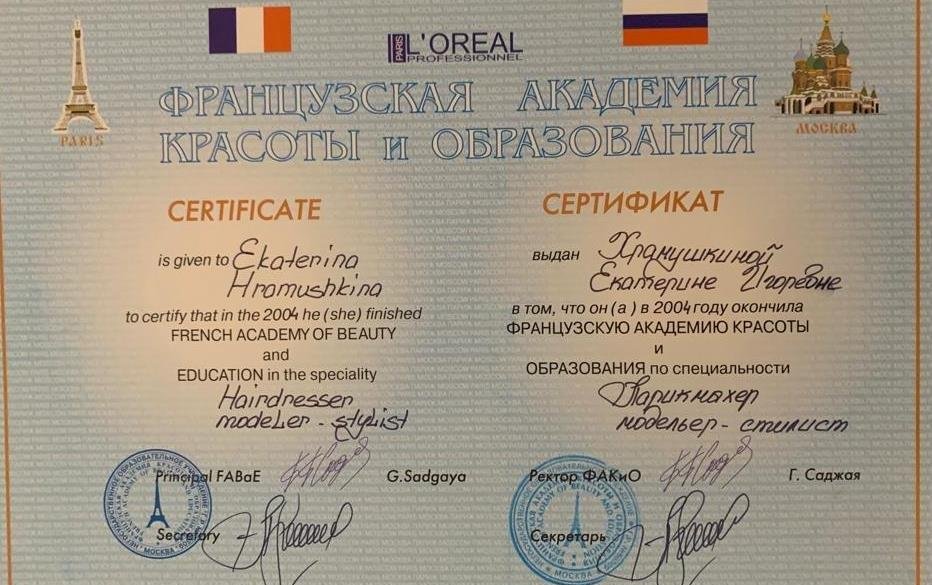 PARIS L'OREAL
PROFESSIONNEL
ФРАНЦУЗСКАЯ АКАДЕМИЯ
КРАСОТЫ и ОБРАЗОВАНИЯ
PARIS
МОСКВА
CERTIFICATE
is given to Ekaterina
Hramushkina
to certify that in the 2004 he (she) finished
FRENCH ACADEMY OF BEAUTY
and
EDUCATION in the speciality
Hairdresser
modeler - stylist
Principal FABaE G.Sadgaya
Secretory
СЕРТИФИКАТ
выдан Храмушкиной
Екатерине Игоревне
в том, что он (а) в 2004 году окончила
ФРАНЦУЗСКУЮ АКАДЕМИЮ КРАСОТЫ
и
ОБРАЗОВАНИЯ по специальности
Парикмахер
модельер - стилист
Ректор ФАКиО Г. Саджая
Секретарь